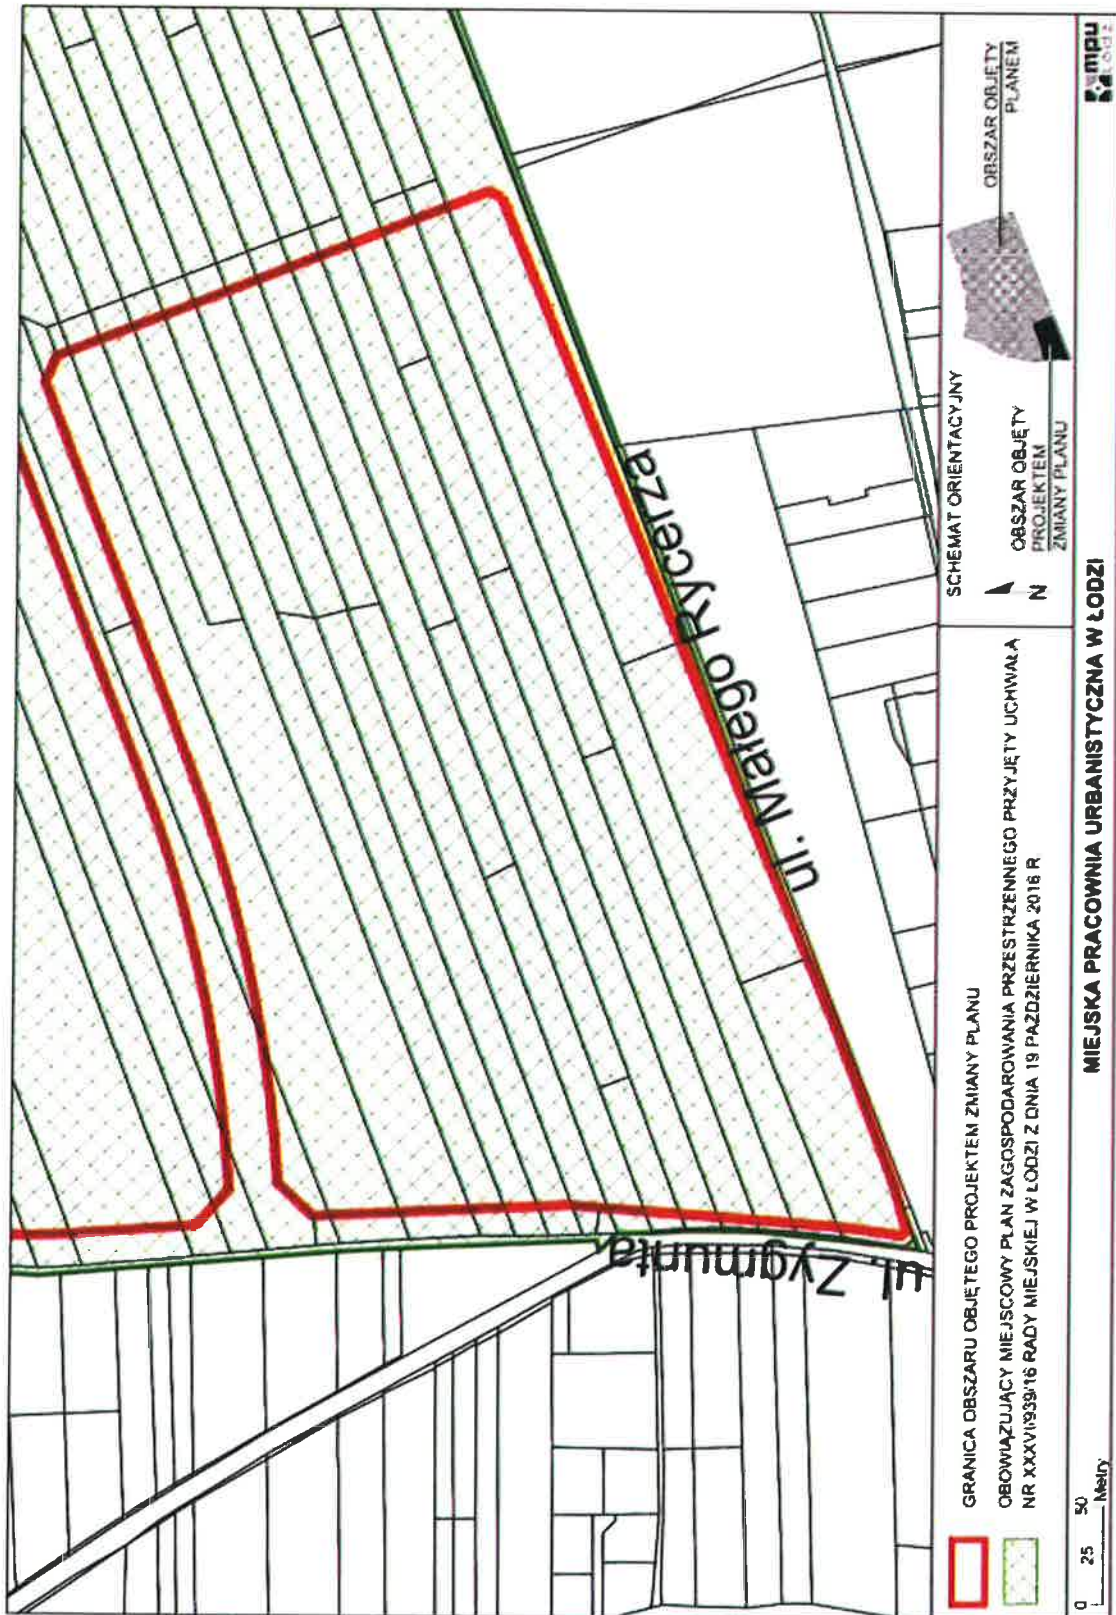 ul. Małego Rycerza
ul. Zygmunta
GRANICA OBSZARU OBJĘTEGO PROJEKTEM ZMIANY PLANU
OBOWIĄZUJĄCY MIEJSCOWY PLAN ZAGOSPODAROWANIA PRZESTRZENNEGO PRZYJĘTY UCHWAŁĄ
NR XXXVI/939/16 RADY MIEJSKIEJ W ŁODZI Z DNIA 19 PAŹDZIERNIKA 2016 R
SCHEMAT ORIENTACYJNY
N
OBSZAR OBJĘTY
PROJEKTEM
ZMIANY PLANU
OBSZAR OBJĘTY
PLANEM
0 25 50
Metry
MIEJSKA PRACOWNIA URBANISTYCZNA W ŁODZI
mpu
Łódź